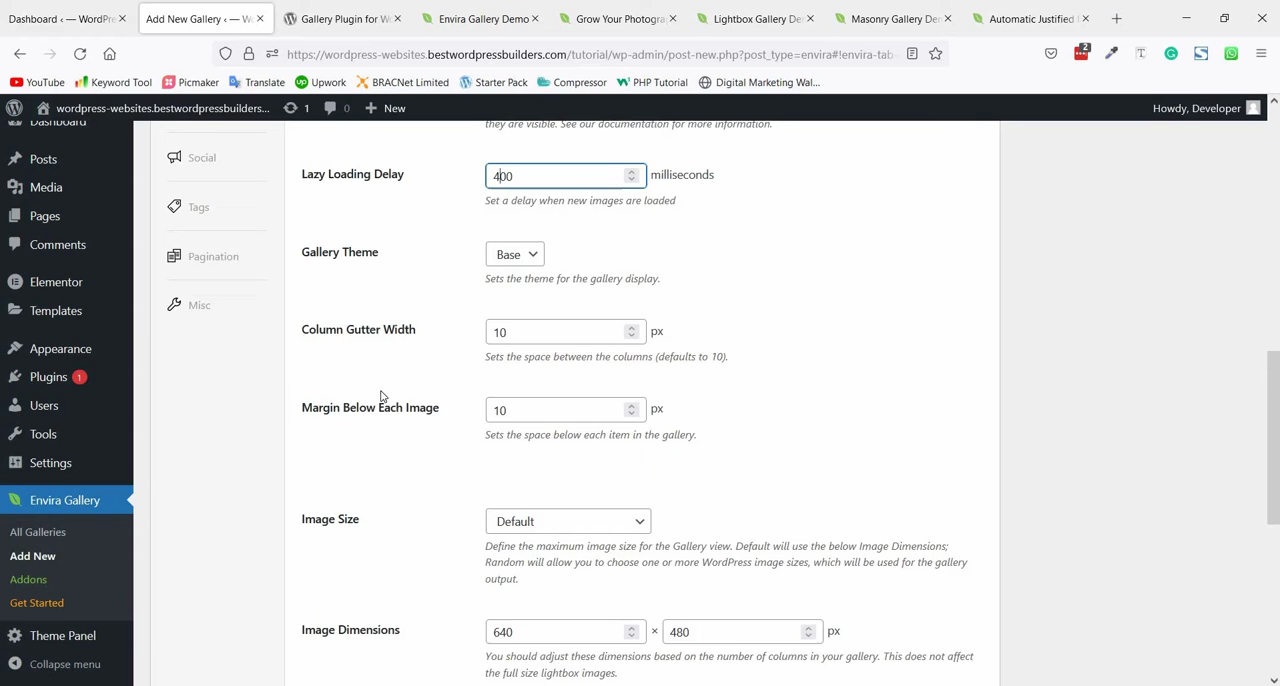 Dashboard ‹ — WordPre
Add New Gallery ‹ — Wo
Gallery Plugin for W
Envira Gallery Demo
Grow Your Photogra
Lightbox Gallery De
Masonry Gallery Dem
Automatic Justified
https://wordpress-websites.bestwordpressbuilders.com/tutorial/wp-admin/post-new.php?post_type=envira#!envira-tab-
2
YouTube
Keyword Tool
Picmaker
Translate
Upwork
BRACNet Limited
Starter Pack
Compressor
PHP Tutorial
Digital Marketing Wal...
wordpress-websites.bestwordpressbuilders...
1
0
New
Howdy, Developer
Dashboard
Posts
Media
Pages
Comments
Elementor
Templates
Appearance
Plugins 1
Users
Tools
Settings
Envira Gallery
All Galleries
Add New
Addons
Get Started
Theme Panel
Collapse menu
Social
Tags
Pagination
Misc
they are visible. See our documentation for more information.
Lazy Loading Delay
400 milliseconds
Set a delay when new images are loaded
Gallery Theme
Base
Sets the theme for the gallery display.
Column Gutter Width
10 px
Sets the space between the columns (defaults to 10).
Margin Below Each Image
10 px
Sets the space below each item in the gallery.
Image Size
Default
Define the maximum image size for the Gallery view. Default will use the below Image Dimensions;
Random will allow you to choose one or more WordPress image sizes, which will be used for the gallery
output.
Image Dimensions
640 × 480 px
You should adjust these dimensions based on the number of columns in your gallery. This does not affect
the full size lightbox images.